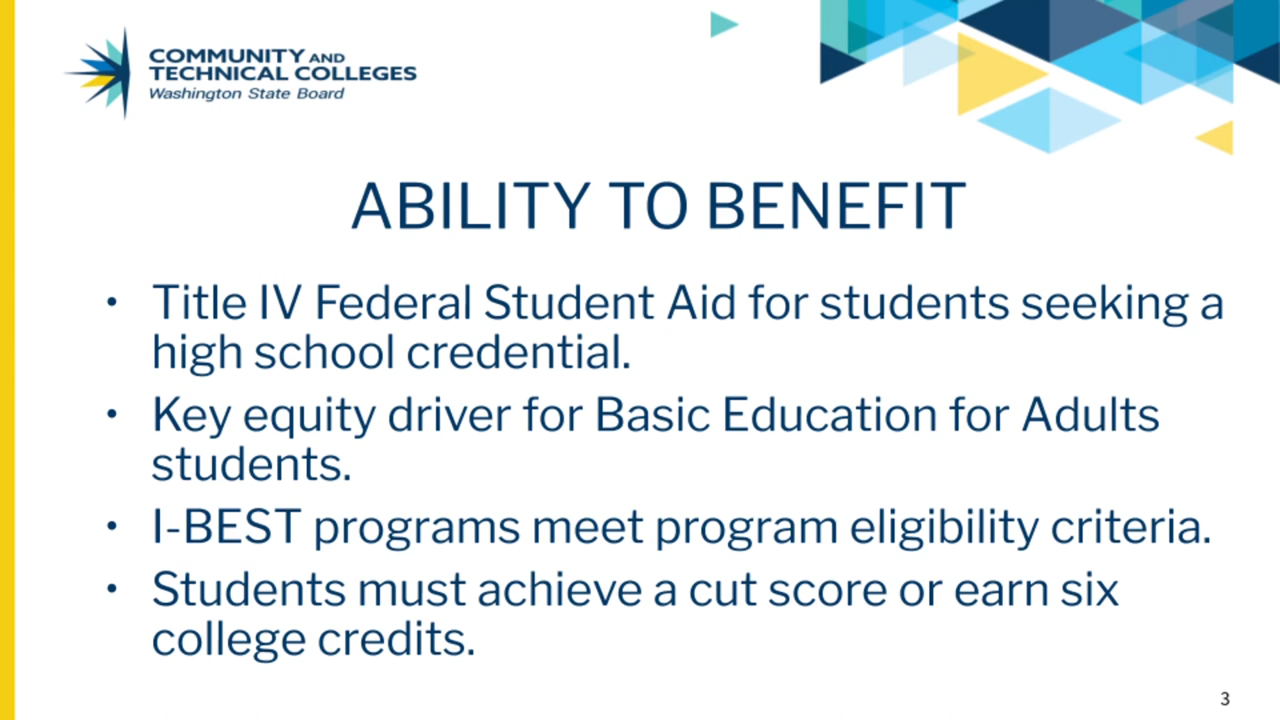 COMMUNITY AND
TECHNICAL COLLEGES
Washington State Board
ABILITY TO BENEFIT
• Title IV Federal Student Aid for students seeking a
high school credential.
• Key equity driver for Basic Education for Adults
students.
• I-BEST programs meet program eligibility criteria.
• Students must achieve a cut score or earn six
college credits.
3